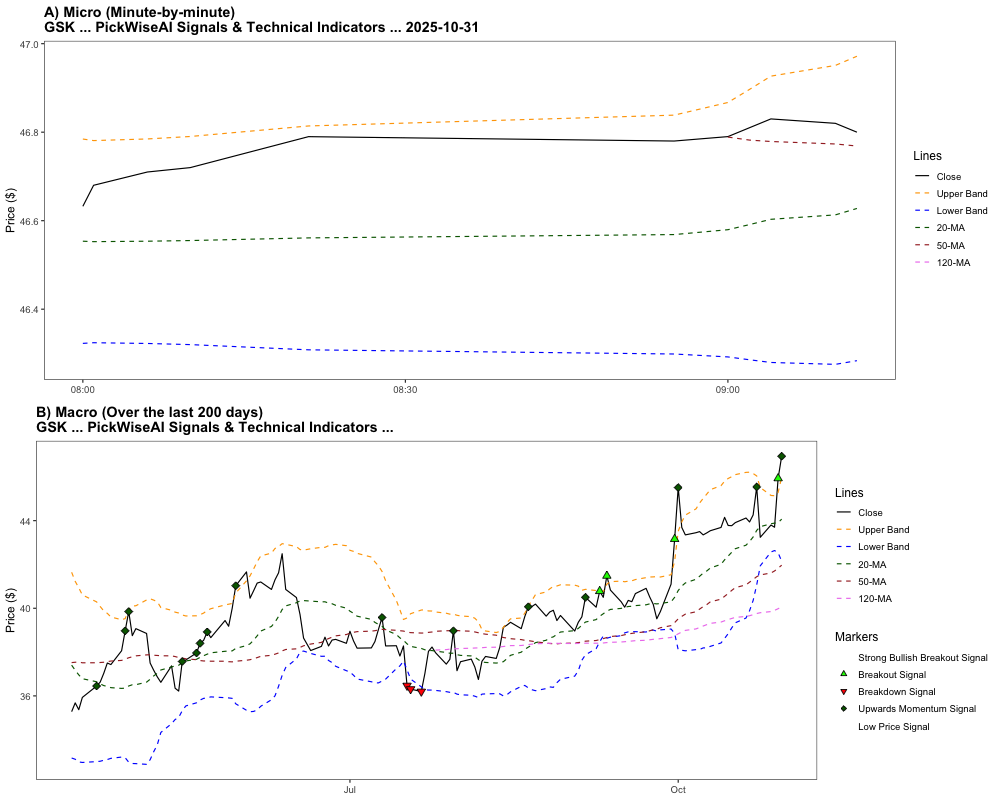 A) Micro (Minute-by-minute)
GSK ... PickWiseAI Signals & Technical Indicators ... 2025-10-31
47.0
46.8
46.6
46.4
Price ($)
08:00
08:30
09:00
Lines
Close
Upper Band
Lower Band
20-MA
50-MA
120-MA
B) Macro (Over the last 200 days)
GSK ... PickWiseAI Signals & Technical Indicators ...
44
40
36
Price ($)
Jul
Oct
Lines
Close
Upper Band
Lower Band
20-MA
50-MA
120-MA
Markers
Strong Bullish Breakout Signal
Breakout Signal
Breakdown Signal
Upwards Momentum Signal
Low Price Signal